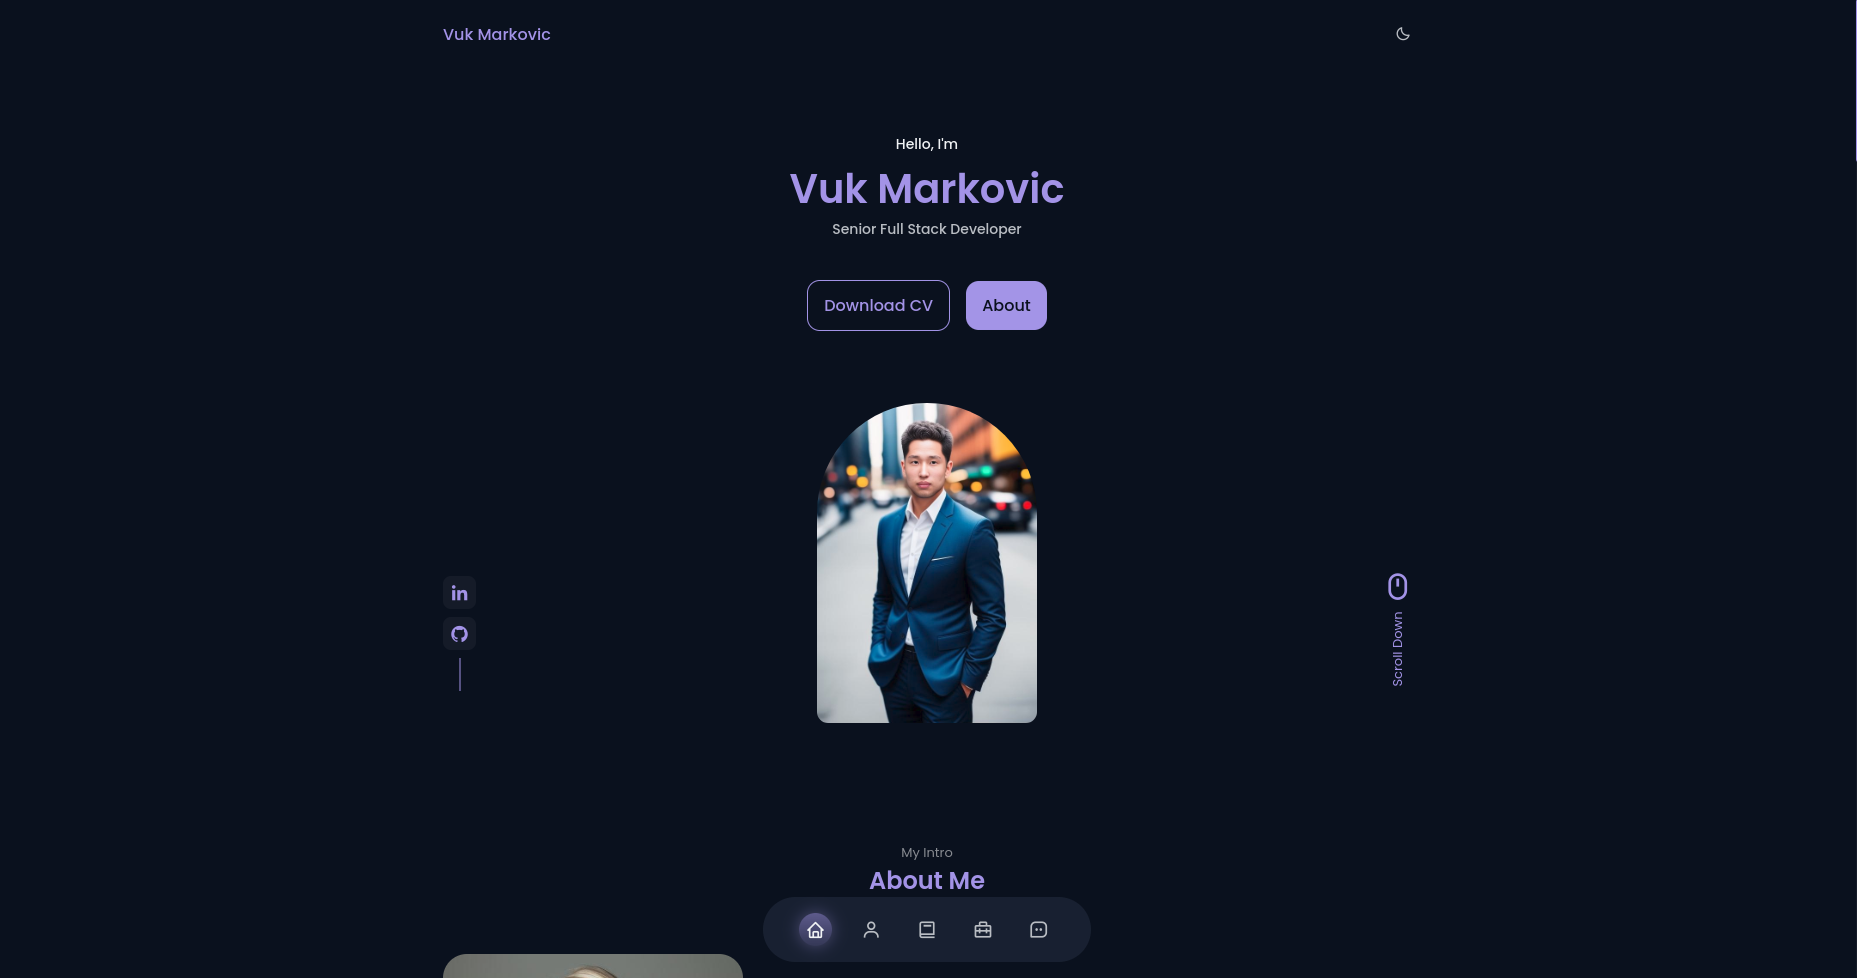 Vuk Markovic
Hello, I'm
Vuk Markovic
Senior Full Stack Developer
Download CV
About
in
Scroll Down
My Intro
About Me